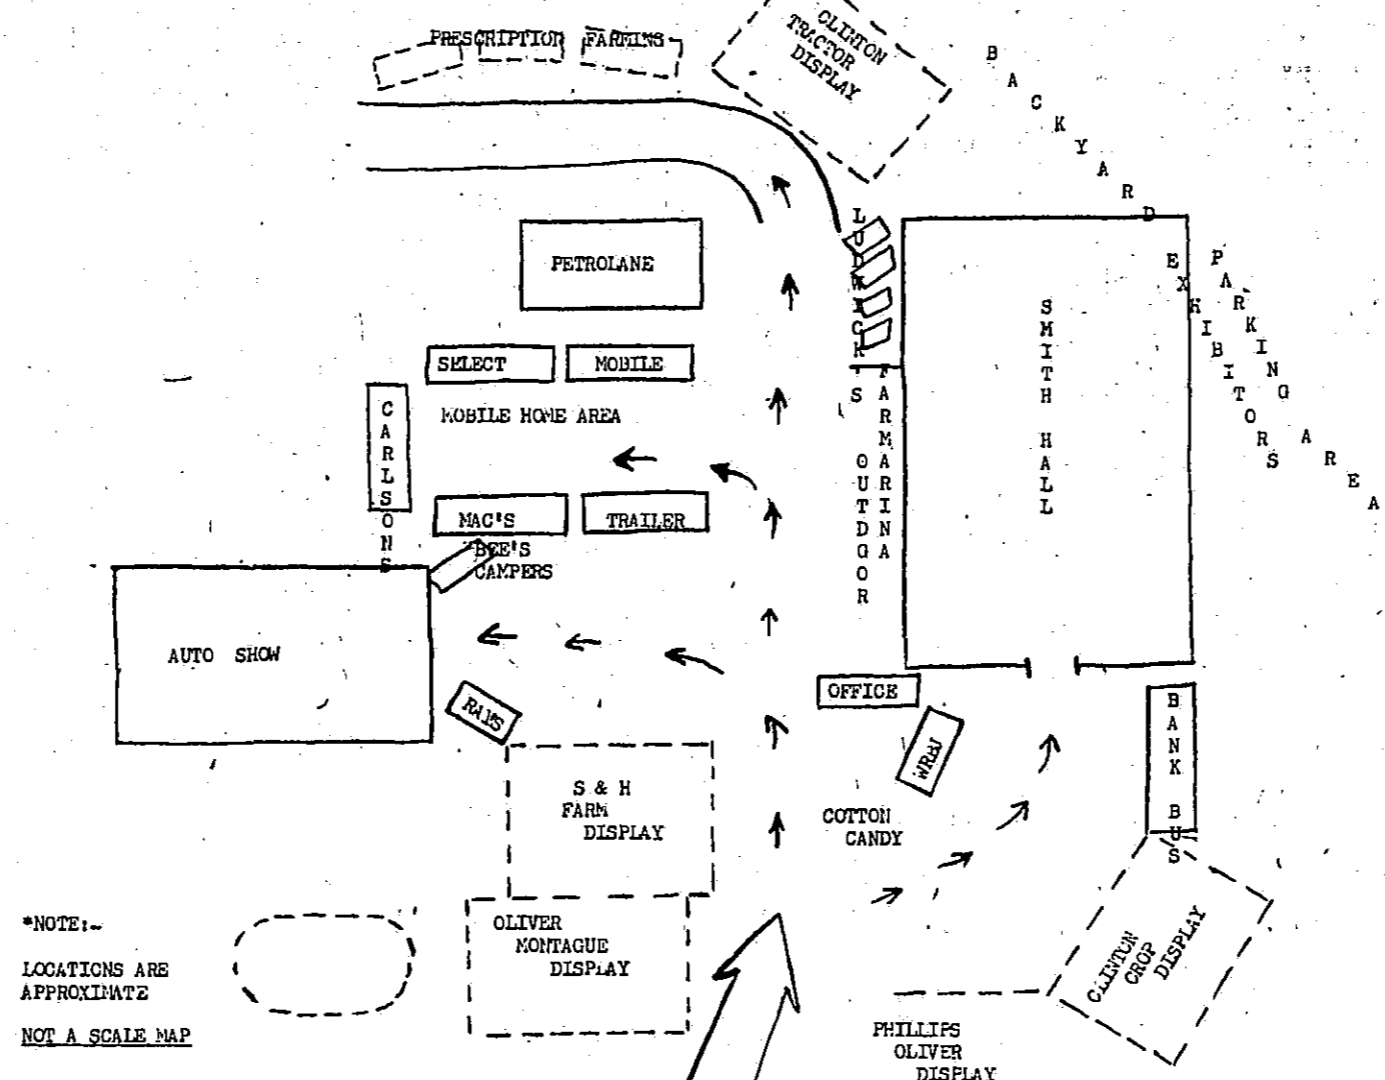 PRESCRIPTION FARMING
CLINTON
TRACTOR
DISPLAY
BACKYARD
PETROLANE
LUDWICK'S OUTDOOR
FARMARINA
SMITH HALL
EXHIBITORS
PARKING AREA
SELECT
MOBILE
CARLSONS
MOBILE HOME AREA
MAC'S
TRAILER
BEE'S
CAMPERS
AUTO SHOW
OFFICE
WRBJ
BANK BUS
S & H
FARM
DISPLAY
COTTON
CANDY
OLIVER
MONTAGUE
DISPLAY
CLINTON
CROP
DISPLAY
*NOTE:-
LOCATIONS ARE
APPROXIMATE
NOT A SCALE MAP
PHILLIPS
OLIVER
DISPLAY